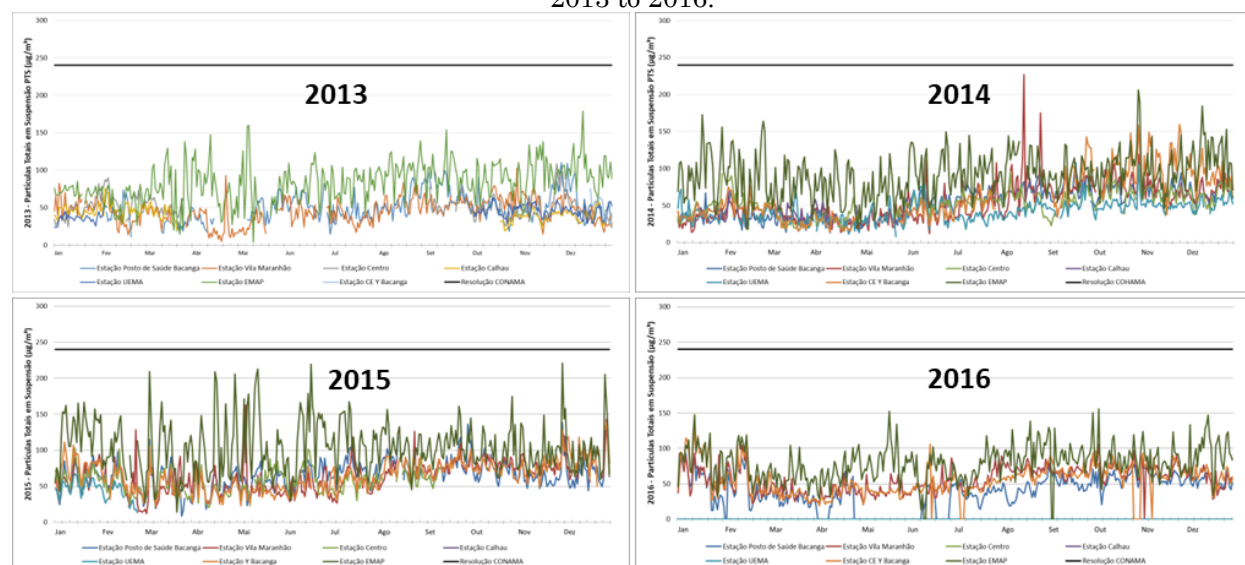 2013 to 2016.
300
250
200
150
100
50
0
2013 - Partículas Totais em Suspensão PTS (µg/m³)
2013
Jan Fev Mar Abr Mai Jun Jul Ago Set Out Nov Dez
Estação Posto de Saúde Bacanga Estação Vila Maranhão Estação Centro Estação Calhau
Estação UEMA Estação EMAP Estação CE Y Bacanga Resolução CONAMA
300
250
200
150
100
50
0
2014 - Partículas Totais em Suspensão PTS (µg/m³)
2014
Jan Fev Mar Abr Mai Jun Jul Ago Set Out Nov Dez
Estação Posto de Saúde Bacanga Estação Vila Maranhão Estação Centro Estação Calhau
Estação UEMA Estação CE Y Bacanga Estação EMAP Resolução COHAMA
300
250
200
150
100
50
0
2015 - Partículas Totais em Suspensão (µg/m³)
2015
Jan Fev Mar Abr Mai Jun Jul Ago Set Out Nov Dez
Estação Posto de Saúde Bacanga Estação Vila Maranhão Estação Centro Estação Calhau
Estação UEMA Estação Y Bacanga Estação EMAP Resolução CONAMA
300
250
200
150
100
50
0
2016 - Partículas Totais em Suspensão (µg/m³)
2016
Jan Fev Mar Abr Mai Jun Jul Ago Set Out Nov Dez
Estação Posto de Saúde Bacanga Estação Vila Maranhão Estação Centro Estação Calhau
Estação UEMA Estação CE Y Bacanga Estação EMAP Resolução CONAMA